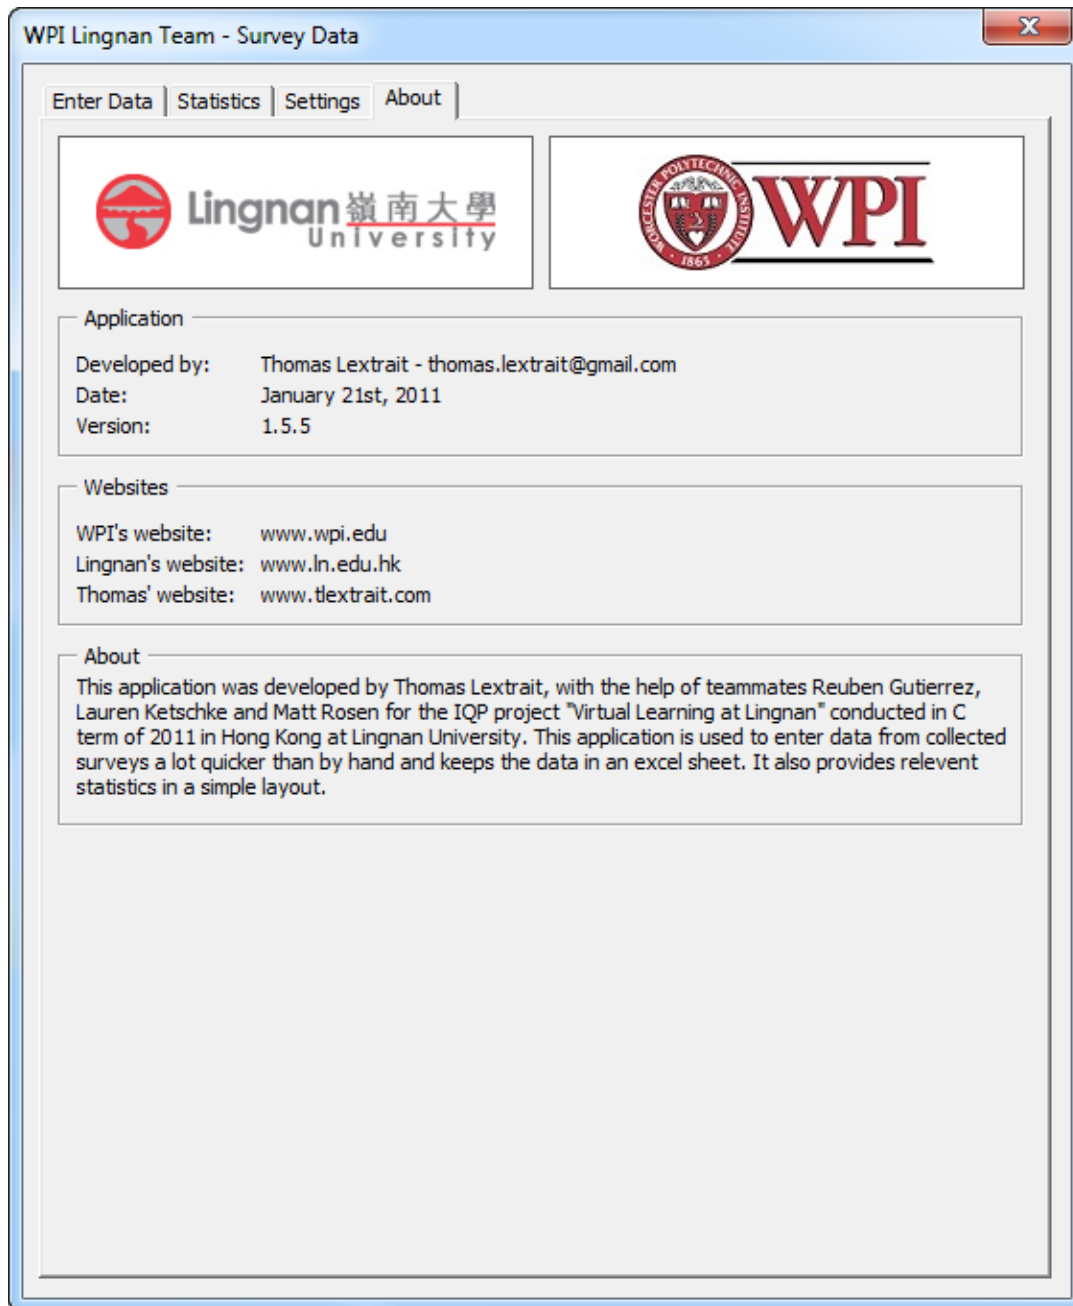 WPI Lingnan Team - Survey Data
Enter Data
Statistics
Settings
About
Lingnan 嶺南大學
University
WORCESTER POLYTECHNIC INSTITUTE
1865
WPI
Application
Developed by: Thomas Lextrait - thomas.lextrait@gmail.com
Date: January 21st, 2011
Version: 1.5.5
Websites
WPI's website: www.wpi.edu
Lingnan's website: www.ln.edu.hk
Thomas' website: www.tlextrait.com
About
This application was developed by Thomas Lextrait, with the help of teammates Reuben Gutierrez,
Lauren Ketschke and Matt Rosen for the IQP project "Virtual Learning at Lingnan" conducted in C
term of 2011 in Hong Kong at Lingnan University. This application is used to enter data from collected
surveys a lot quicker than by hand and keeps the data in an excel sheet. It also provides relevent
statistics in a simple layout.